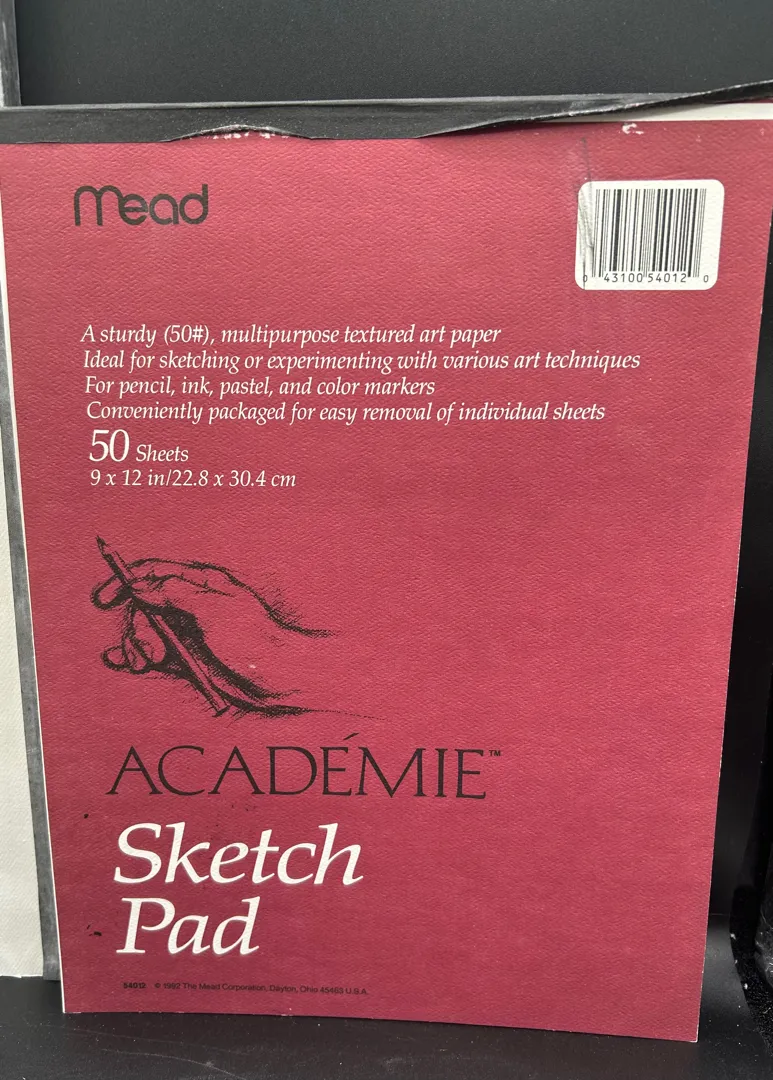 mead
0 43100 54012 0
A sturdy (50#), multipurpose textured art paper
Ideal for sketching or experimenting with various art techniques
For pencil, ink, pastel, and color markers
Conveniently packaged for easy removal of individual sheets
50 Sheets
9 x 12 in/22.8 x 30.4 cm
ACADÉMIE™
Sketch
Pad
54012 © 1992 The Mead Corporation, Dayton, Ohio 45463 U.S.A.